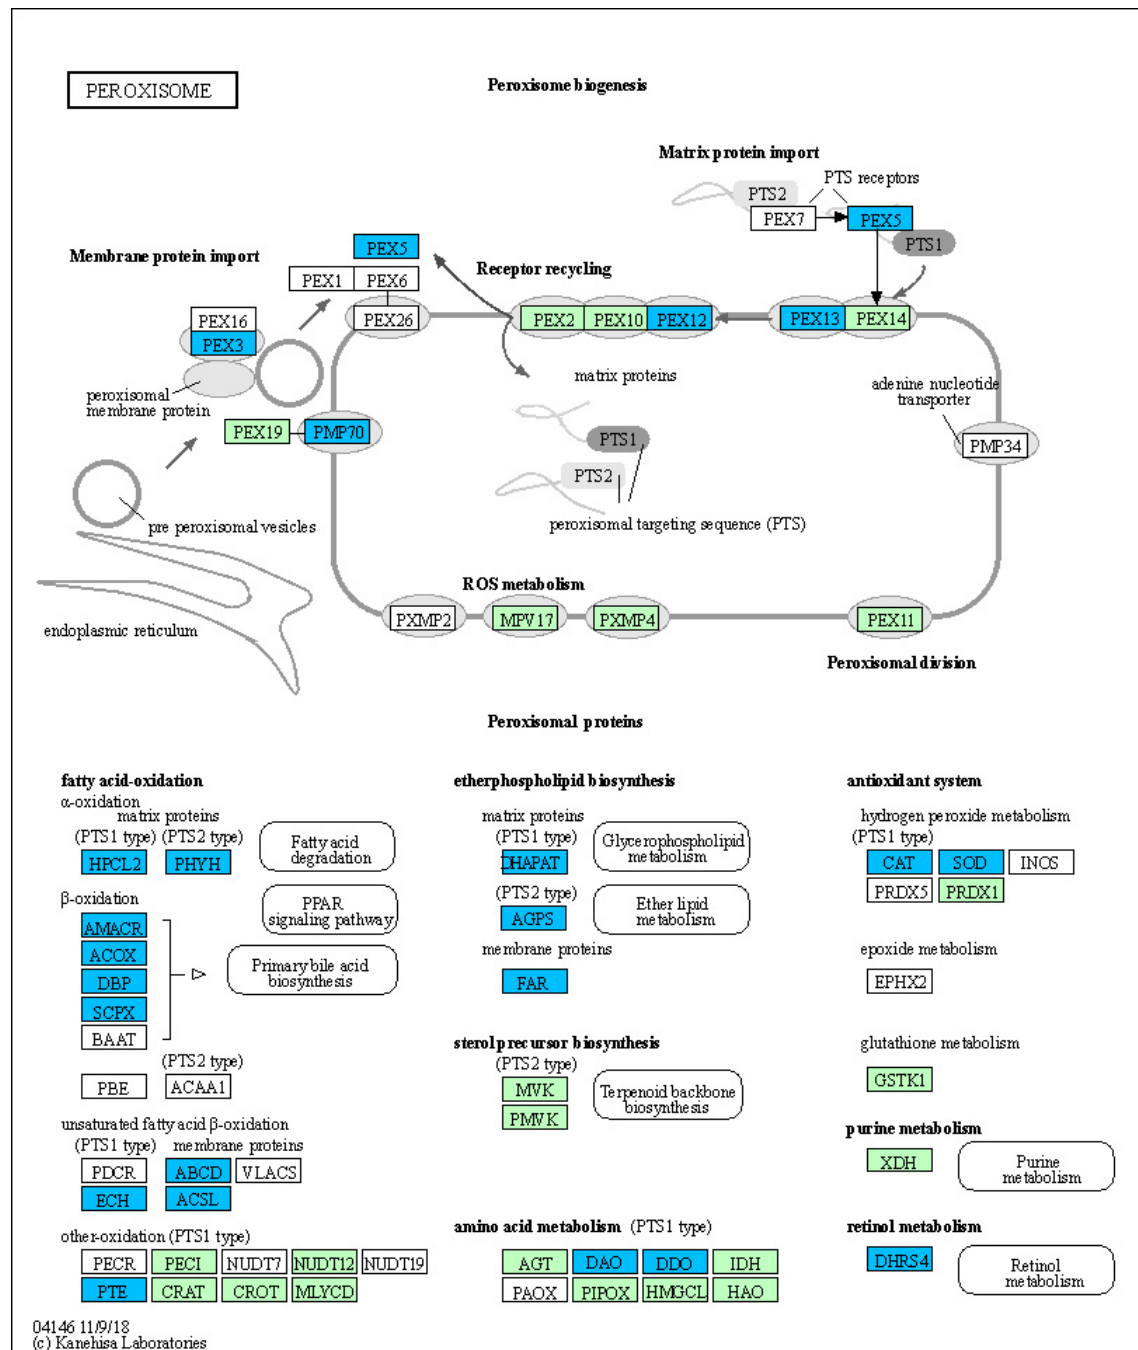 PEROXISOME
Peroxisome biogenesis
Matrix protein import
PTS receptors
PTS2
PEX7
PEX5
PTS1
Membrane protein import
PEX5
PEX1
PEX6
Receptor recycling
PEX16
PEX3
PEX26
PEX2
PEX10
PEX12
PEX13
PEX14
peroxisomal
membrane protein
matrix proteins
adenine nucleotide
transporter
PEX19
PMP70
PTS1
PMP34
PTS2
pre peroxisomal vesicles
peroxisomal targeting sequence (PTS)
ROS metabolism
endoplasmic reticulum
PXMP2
MPV17
PXMP4
PEX11
Peroxisomal division
Peroxisomal proteins
fatty acid-oxidation
α-oxidation
matrix proteins
(PTS1 type) (PTS2 type)
HPCL2
PHYH
Fatty acid
degradation
β-oxidation
PPAR
signaling pathway
AMACR
ACOX
DBP
SCPX
BAAT
Primary bile acid
biosynthesis
(PTS2 type)
PBE
ACAA1
unsaturated fatty acid β-oxidation
(PTS1 type) membrane proteins
PDCR
ABCD
VLACS
ECH
ACSL
other-oxidation (PTS1 type)
PECR
PECI
NUDT7
NUDT12
NUDT19
PTE
CRAT
CROT
MLYCD
etherphospholipid biosynthesis
matrix proteins
(PTS1 type)
DHAPAT
Glycerophospholipid
metabolism
(PTS2 type)
AGPS
Ether lipid
metabolism
membrane proteins
FAR
sterol precursor biosynthesis
(PTS2 type)
MVK
PMVK
Terpenoid backbone
biosynthesis
amino acid metabolism (PTS1 type)
AGT
DAO
DDO
IDH
PAOX
PIPOX
HMGCL
HAO
antioxidant system
hydrogen peroxide metabolism
(PTS1 type)
CAT
SOD
INOS
PRDX5
PRDX1
epoxide metabolism
EPHX2
glutathione metabolism
GSTK1
purine metabolism
XDH
Purine
metabolism
retinol metabolism
DHRS4
Retinol
metabolism
04146 11/9/18
(c) Kanehisa Laboratories